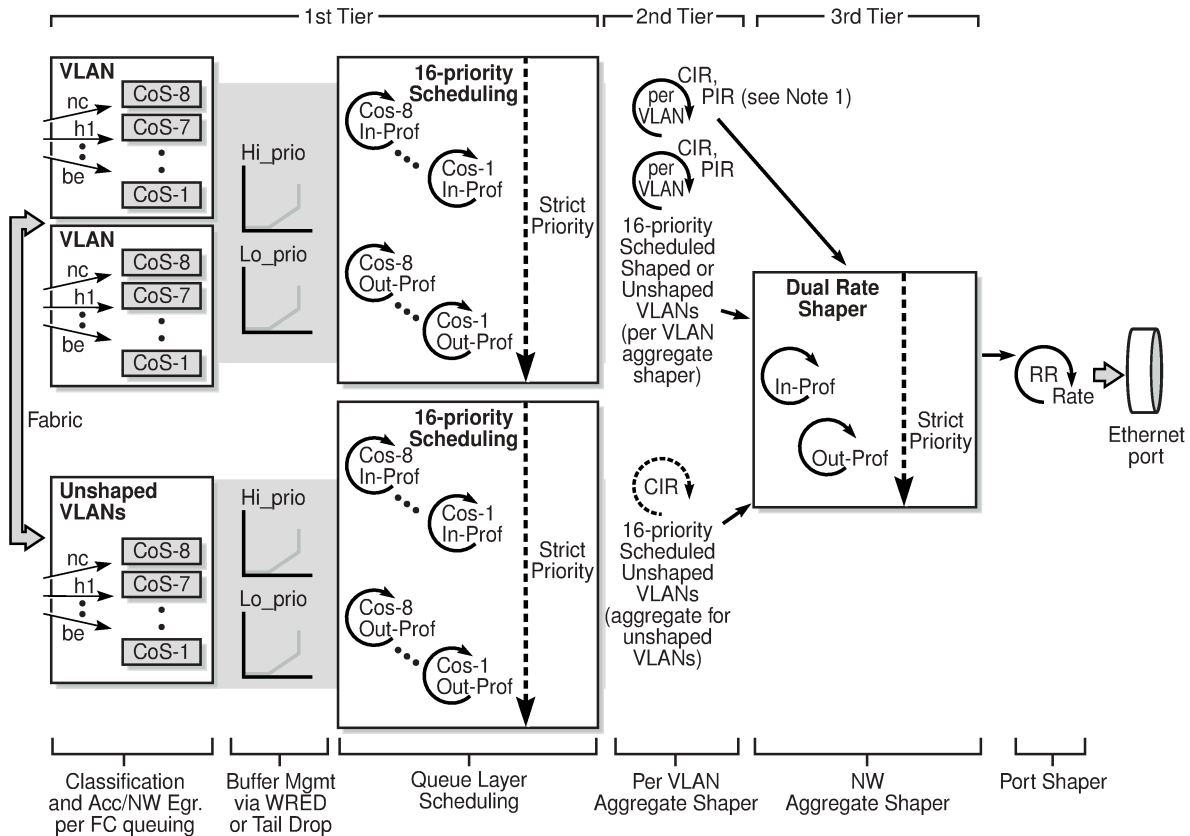 1st Tier
2nd Tier
3rd Tier
VLAN
nc
h1
be
CoS-8
CoS-7
CoS-1
VLAN
nc
h1
be
CoS-8
CoS-7
CoS-1
Fabric
Unshaped
VLANs
nc
h1
be
CoS-8
CoS-7
CoS-1
Hi_prio
Lo_prio
Hi_prio
Lo_prio
16-priority
Scheduling
Cos-8
In-Prof
Cos-1
In-Prof
Cos-8
Out-Prof
Cos-1
Out-Prof
Strict
Priority
16-priority
Scheduling
Cos-8
In-Prof
Cos-1
In-Prof
Cos-8
Out-Prof
Cos-1
Out-Prof
Strict
Priority
per
VLAN
CIR,
PIR (see Note 1)
per
VLAN
CIR,
PIR
16-priority
Scheduled
Shaped or
Unshaped
VLANs
(per VLAN
aggregate
shaper)
CIR
16-priority
Scheduled
Unshaped
VLANs
(aggregate for
unshaped
VLANs)
Dual Rate
Shaper
In-Prof
Out-Prof
Strict
Priority
RR
Rate
Ethernet
port
Classification
and Acc/NW Egr.
per FC queuing
Buffer Mgmt
via WRED
or Tail Drop
Queue Layer
Scheduling
Per VLAN
Aggregate Shaper
NW
Aggregate Shaper
Port Shaper